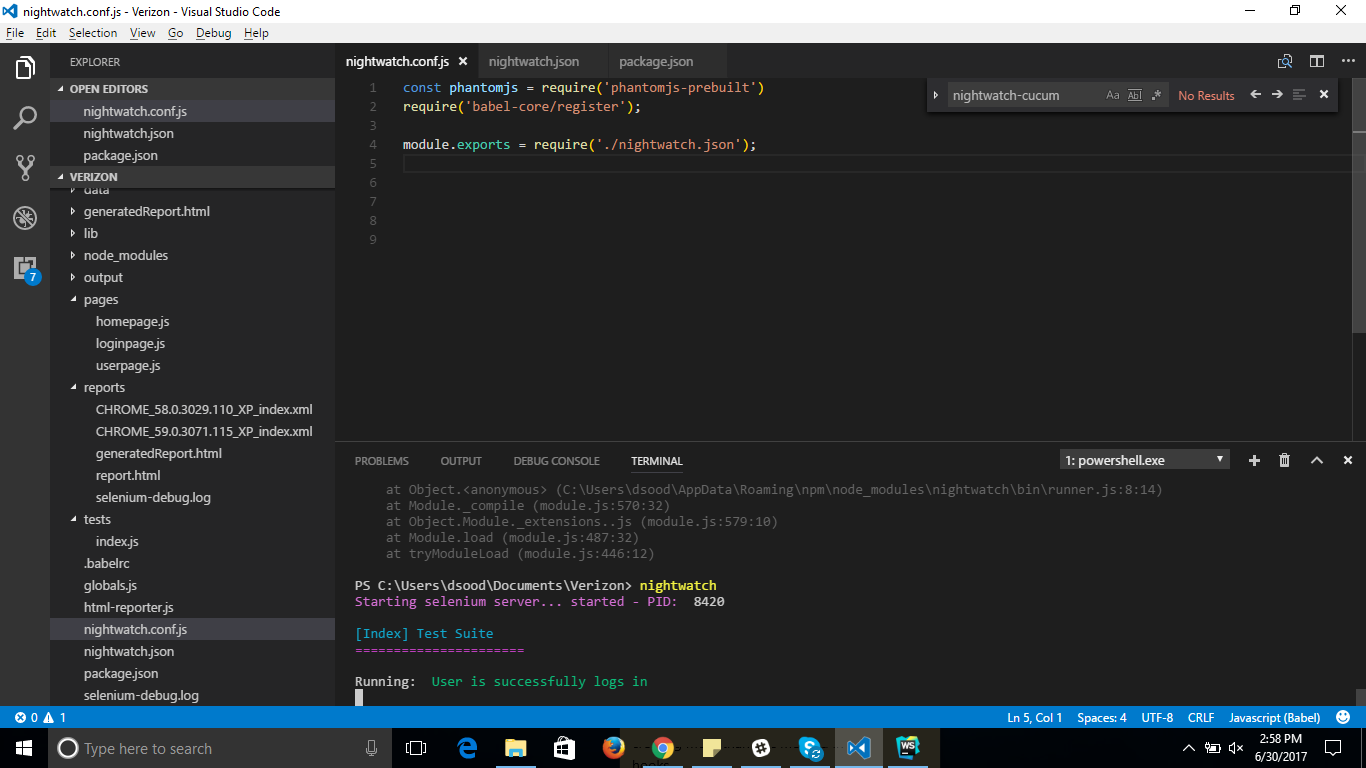 nightwatch.conf.js - Verizon - Visual Studio Code
File Edit Selection View Go Debug Help
EXPLORER
OPEN EDITORS
nightwatch.conf.js
nightwatch.json
package.json
VERIZON
data
generatedReport.html
lib
node_modules
output
pages
homepage.js
loginpage.js
userpage.js
reports
CHROME_58.0.3029.110_XP_index.xml
CHROME_59.0.3071.115_XP_index.xml
generatedReport.html
report.html
selenium-debug.log
tests
index.js
.babelrc
globals.js
html-reporter.js
nightwatch.conf.js
nightwatch.json
package.json
selenium-debug.log
7
nightwatch.conf.js nightwatch.json package.json
nightwatch-cucum Aa Abl .* No Results
1 const phantomjs = require('phantomjs-prebuilt')
2 require('babel-core/register');
3
4 module.exports = require('./nightwatch.json');
5
6
7
8
9
PROBLEMS OUTPUT DEBUG CONSOLE TERMINAL
1: powershell.exe
at Object.<anonymous> (C:\Users\dsood\AppData\Roaming\npm\node_modules\nightwatch\bin\runner.js:8:14)
at Module._compile (module.js:570:32)
at Object.Module._extensions..js (module.js:579:10)
at Module.load (module.js:487:32)
at tryModuleLoad (module.js:446:12)
PS C:\Users\dsood\Documents\Verizon> nightwatch
Starting selenium server... started - PID: 8420
[Index] Test Suite
======================
Running: User is successfully logs in
0 1
Ln 5, Col 1 Spaces: 4 UTF-8 CRLF Javascript (Babel)
Type here to search
WS
2:58 PM
6/30/2017